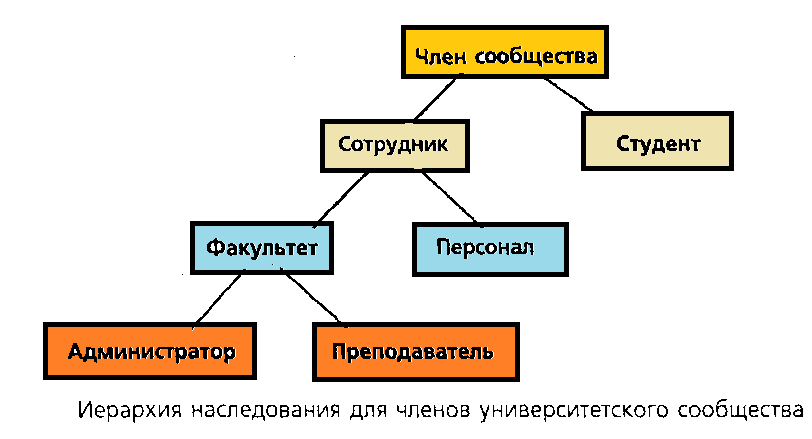 Член сообщества
Сотрудник
Студент
Факультет
Персонал
Администратор
Преподаватель
Иерархия наследования для членов университетского сообщества